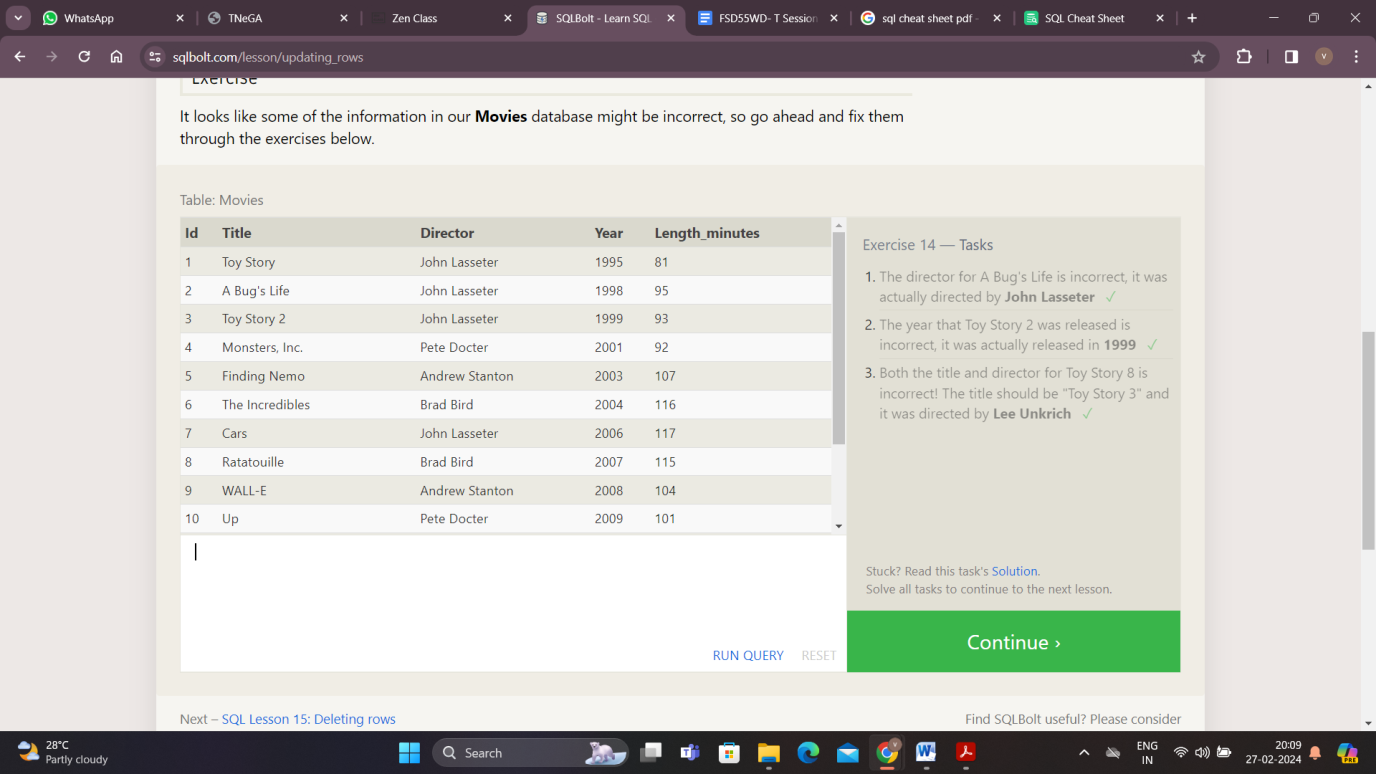 WhatsApp
TNeGA
Zen Class
SQLBolt - Learn SQL
FSD55WD- T Session
sql cheat sheet pdf -
SQL Cheat Sheet
sqlbolt.com/lesson/updating_rows
V
Exercise
It looks like some of the information in our Movies database might be incorrect, so go ahead and fix them
through the exercises below.
Table: Movies
Id Title Director Year Length_minutes
1 Toy Story John Lasseter 1995 81
2 A Bug's Life John Lasseter 1998 95
3 Toy Story 2 John Lasseter 1999 93
4 Monsters, Inc. Pete Docter 2001 92
5 Finding Nemo Andrew Stanton 2003 107
6 The Incredibles Brad Bird 2004 116
7 Cars John Lasseter 2006 117
8 Ratatouille Brad Bird 2007 115
9 WALL-E Andrew Stanton 2008 104
10 Up Pete Docter 2009 101
RUN QUERY RESET
Exercise 14 — Tasks
1. The director for A Bug's Life is incorrect, it was
actually directed by John Lasseter ✓
2. The year that Toy Story 2 was released is
incorrect, it was actually released in 1999 ✓
3. Both the title and director for Toy Story 8 is
incorrect! The title should be "Toy Story 3" and
it was directed by Lee Unkrich ✓
Stuck? Read this task's Solution.
Solve all tasks to continue to the next lesson.
Continue ›
Next – SQL Lesson 15: Deleting rows
Find SQLBolt useful? Please consider
28°C
Partly cloudy
Search
ENG
IN
20:09
27-02-2024
PRE